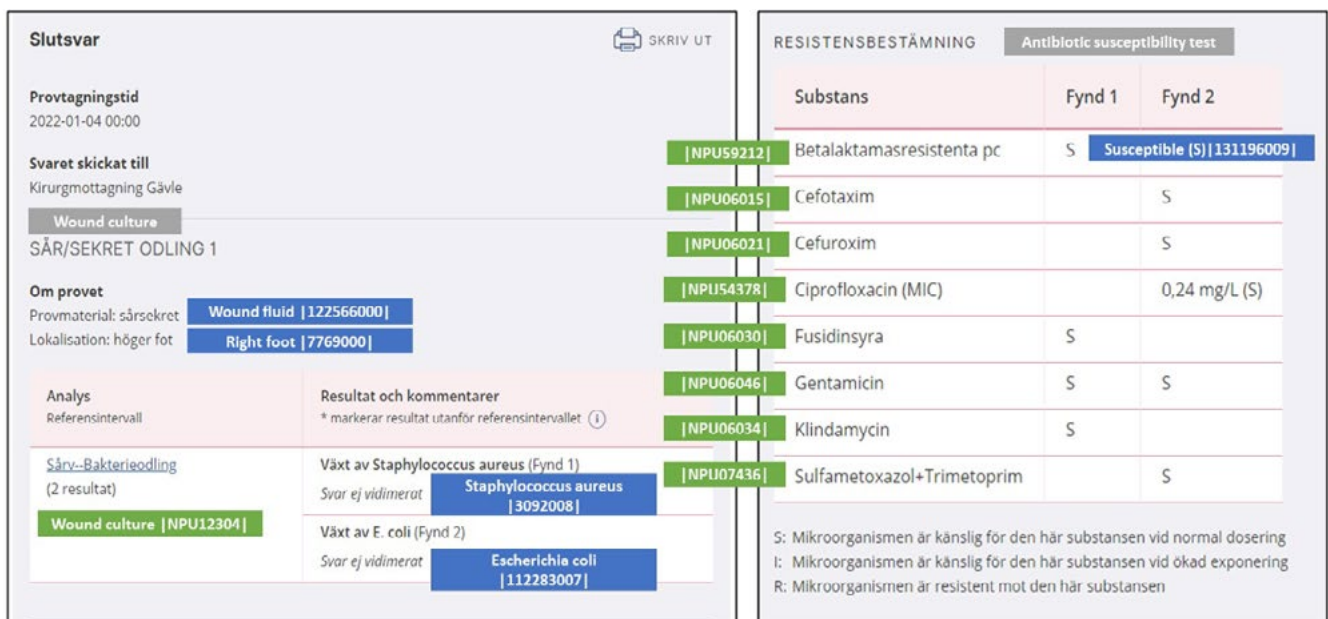 Slutsvar
SKRIV UT
Provtagningstid
2022-01-04 00:00
Svaret skickat till
Kirurgmottagning Gävle
Wound culture
SÅR/SEKRET ODLING 1
Om provet
Provmaterial: sårsekret Wound fluid |122566000|
Lokalisation: höger fot Right foot |7769000|
Analys
Referensintervall
Resultat och kommentarer
* markerar resultat utanför referensintervallet i
Sårv--Bakterieodling
(2 resultat)
Wound culture |NPU12304|
Växt av Staphylococcus aureus (Fynd 1)
Svar ej vidimerat Staphylococcus aureus
|3092008|
Växt av E. coli (Fynd 2)
Svar ej vidimerat Escherichia coli
|112283007|
RESISTENSBESTÄMNING Antibiotic susceptibility test
Substans Fynd 1 Fynd 2
|NPU59212| Betalaktamasresistenta pc S Susceptible (S)|131196009|
|NPU06015| Cefotaxim S
|NPU06021| Cefuroxim S
|NPU54378| Ciprofloxacin (MIC) 0,24 mg/L (S)
|NPU06030| Fusidinsyra S
|NPU06046| Gentamicin S S
|NPU06034| Klindamycin S
|NPU07436| Sulfametoxazol+Trimetoprim S
S: Mikroorganismen är känslig för den här substansen vid normal dosering
I: Mikroorganismen är känslig för den här substansen vid ökad exponering
R: Mikroorganismen är resistent mot den här substansen